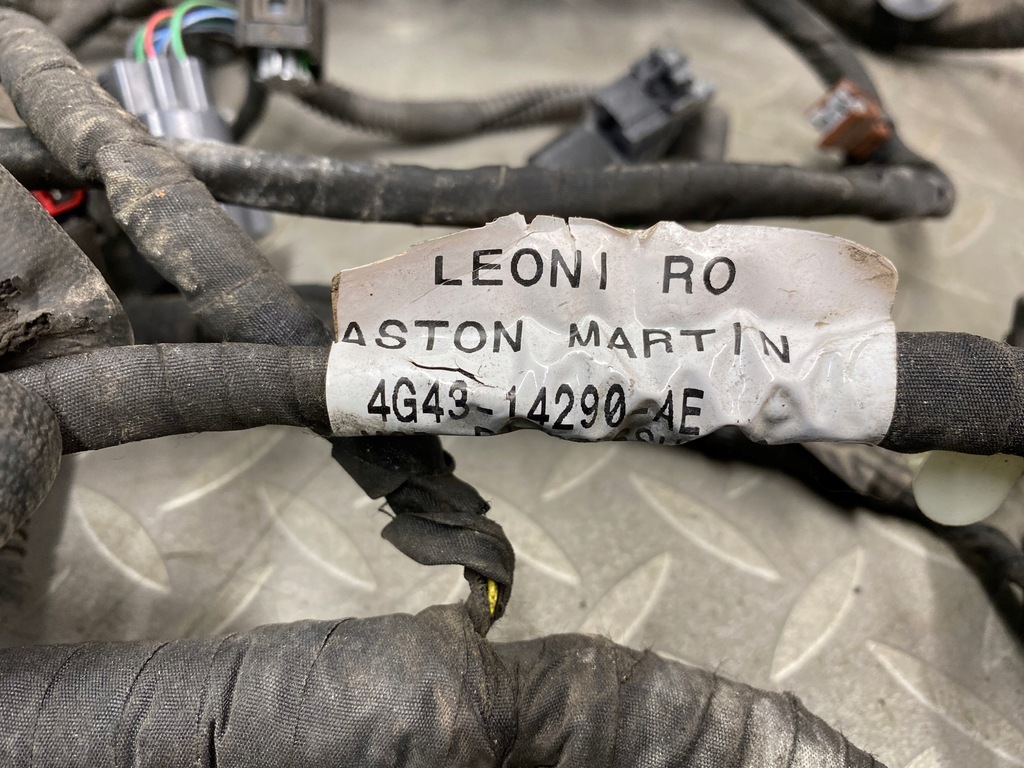 LEONI RO
ASTON MARTIN
4G43-14290-AE